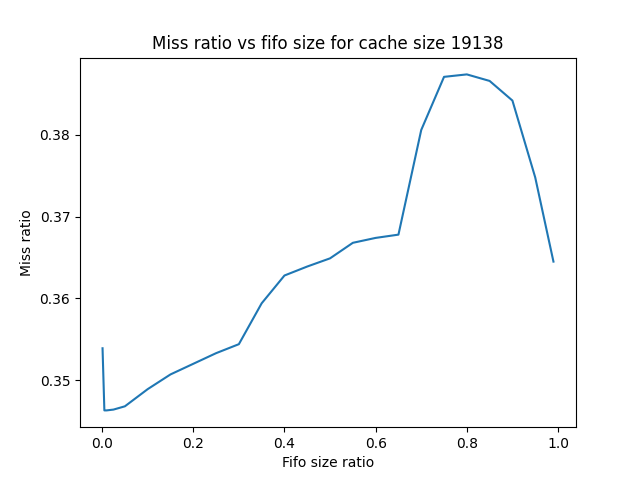 Miss ratio vs fifo size for cache size 19138
0.38
0.37
0.36
0.35
Miss ratio
0.0 0.2 0.4 0.6 0.8 1.0
Fifo size ratio